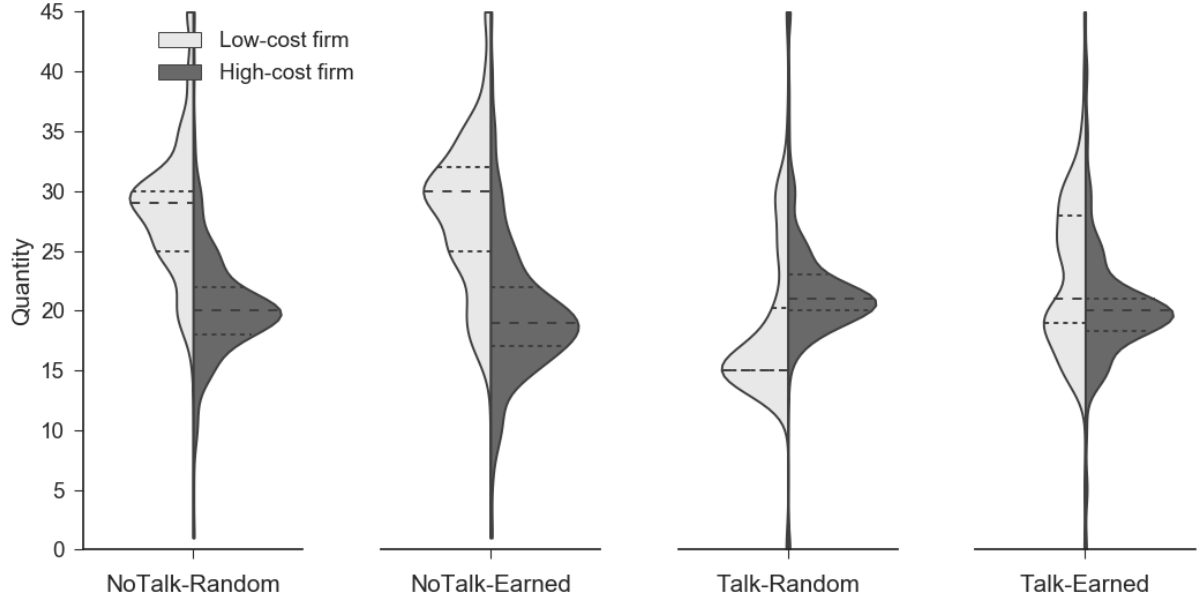 45
40
35
30
25
20
15
10
5
0
Quantity
Low-cost firm
High-cost firm
NoTalk-Random
NoTalk-Earned
Talk-Random
Talk-Earned